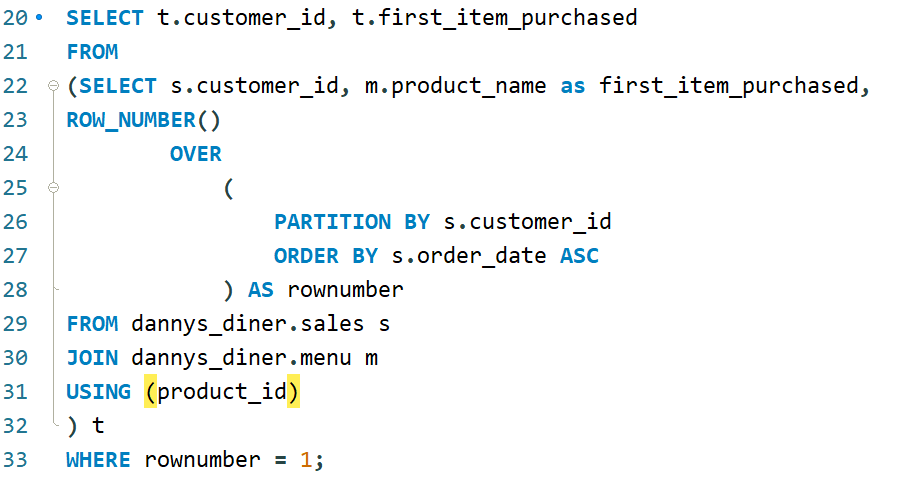 20 SELECT t.customer_id, t.first_item_purchased
21 FROM
22 (SELECT s.customer_id, m.product_name as first_item_purchased,
23 ROW_NUMBER()
24 OVER
25 (
26 PARTITION BY s.customer_id
27 ORDER BY s.order_date ASC
28 ) AS rownumber
29 FROM dannys_diner.sales s
30 JOIN dannys_diner.menu m
31 USING (product_id)
32 ) t
33 WHERE rownumber = 1;